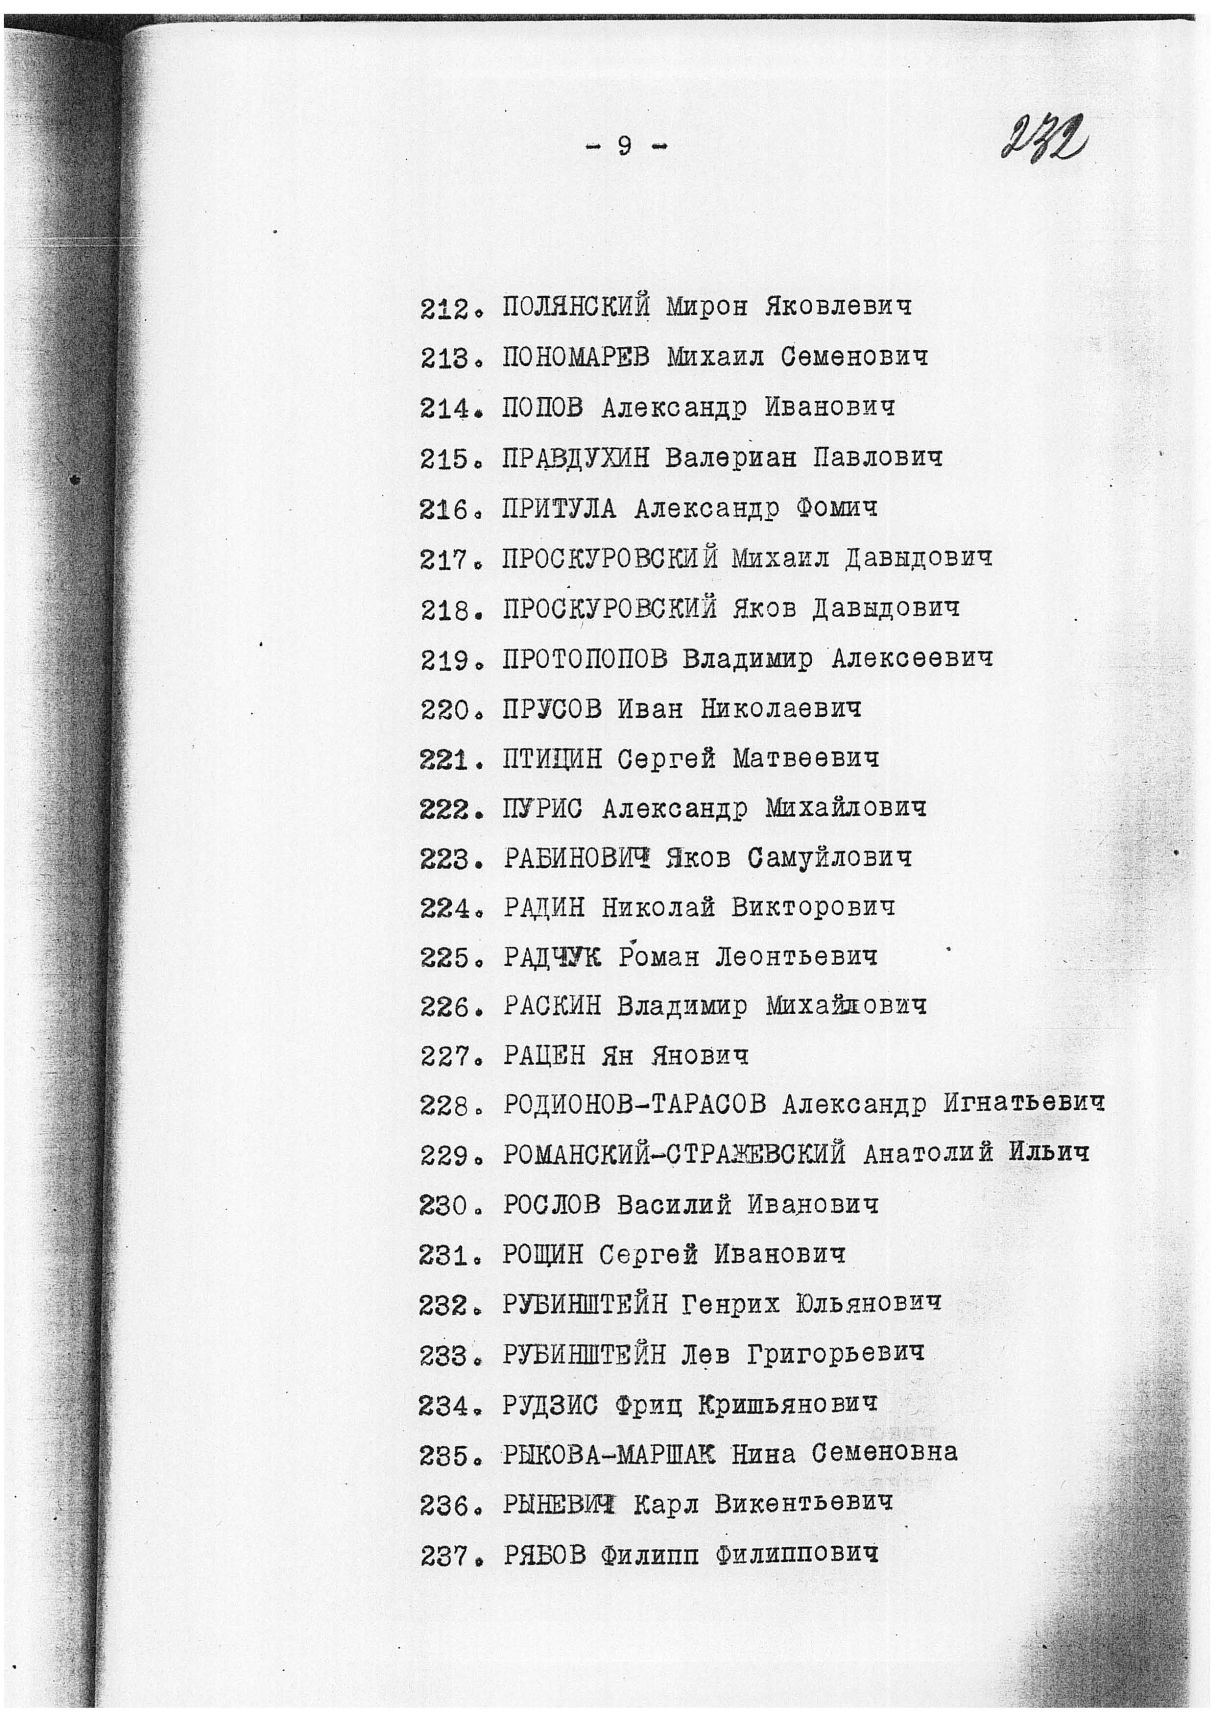 - 9 -
232
212. ПОЛЯНСКИЙ Мирон Яковлевич
213. ПОНОМАРЕВ Михаил Семенович
214. ПОПОВ Александр Иванович
215. ПРАВДУХИН Валериан Павлович
216. ПРИТУЛА Александр Фомич
217. ПРОСКУРОВСКИЙ Михаил Давыдович
218. ПРОСКУРОВСКИЙ Яков Давыдович
219. ПРОТОПОПОВ Владимир Алексеевич
220. ПРУСОВ Иван Николаевич
221. ПТИЦИН Сергей Матвеевич
222. ПУРИС Александр Михайлович
223. РАБИНОВИЧ Яков Самуйлович
224. РАДИН Николай Викторович
225. РАДЧУК Роман Леонтьевич
226. РАСКИН Владимир Михайлович
227. РАЦЕН Ян Янович
228. РОДИОНОВ-ТАРАСОВ Александр Игнатьевич
229. РОМАНСКИЙ-СТРАЖЕВСКИЙ Анатолий Ильич
230. РОСЛОВ Василий Иванович
231. РОЩИН Сергей Иванович
232. РУБИНШТЕЙН Генрих Юльянович
233. РУБИНШТЕЙН Лев Григорьевич
234. РУДЗИС Фриц Кришьянович
235. РЫКОВА-МАРШАК Нина Семеновна
236. РЫНЕВИЧ Карл Викентьевич
237. РЯБОВ Филипп Филиппович